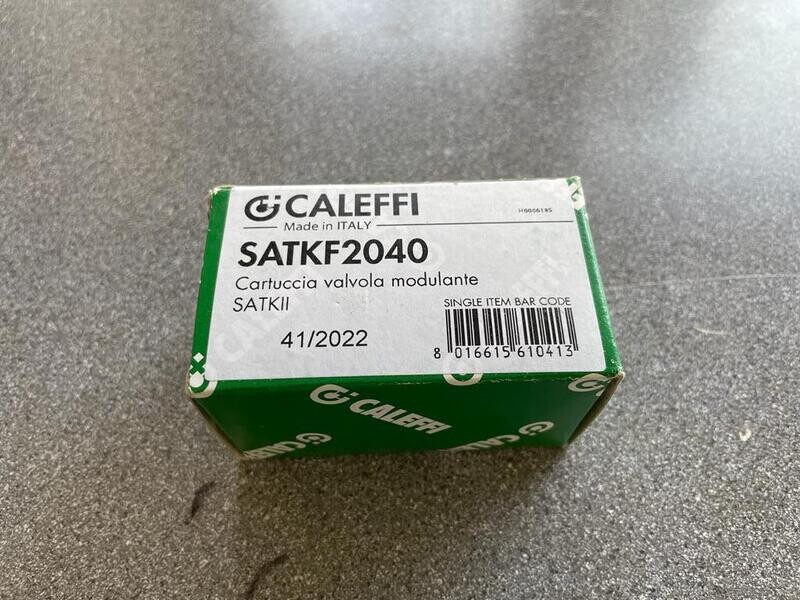 CALEFFI
H0006185
Made in ITALY
SATKF2040
Cartuccia valvola modulante
SATKII
SINGLE ITEM BAR CODE
41/2022
8 016615 610413
CALEFFI